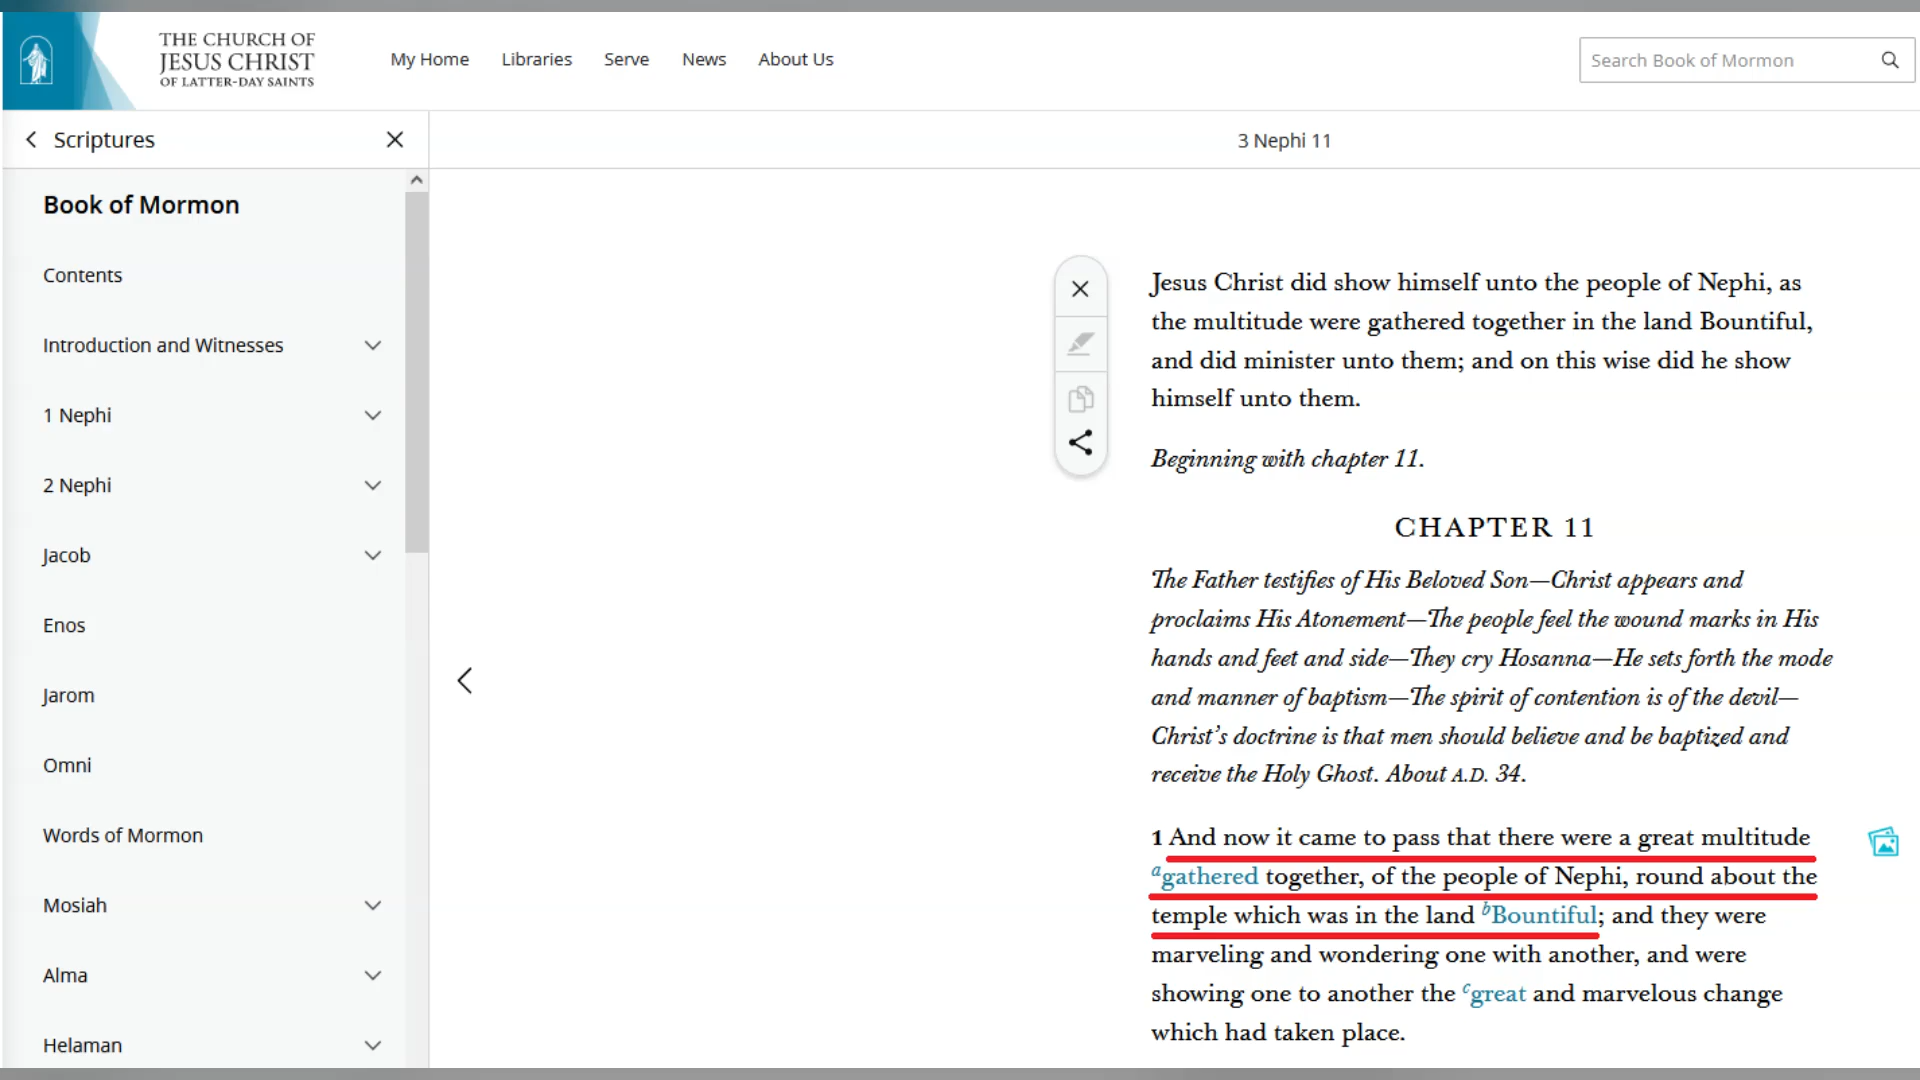 THE CHURCH OF
JESUS CHRIST
OF LATTER-DAY SAINTS
My Home
Libraries
Serve
News
About Us
Search Book of Mormon
Scriptures
3 Nephi 11
Book of Mormon
Contents
Introduction and Witnesses
1 Nephi
2 Nephi
Jacob
Enos
Jarom
Omni
Words of Mormon
Mosiah
Alma
Helaman
Jesus Christ did show himself unto the people of Nephi, as
the multitude were gathered together in the land Bountiful,
and did minister unto them; and on this wise did he show
himself unto them.
Beginning with chapter 11.
CHAPTER 11
The Father testifies of His Beloved Son—Christ appears and
proclaims His Atonement—The people feel the wound marks in His
hands and feet and side—They cry Hosanna—He sets forth the mode
and manner of baptism—The spirit of contention is of the devil—
Christ’s doctrine is that men should believe and be baptized and
receive the Holy Ghost. About A.D. 34.
1 And now it came to pass that there were a great multitude
a gathered together, of the people of Nephi, round about the
temple which was in the land b Bountiful; and they were
marveling and wondering one with another, and were
showing one to another the c great and marvelous change
which had taken place.